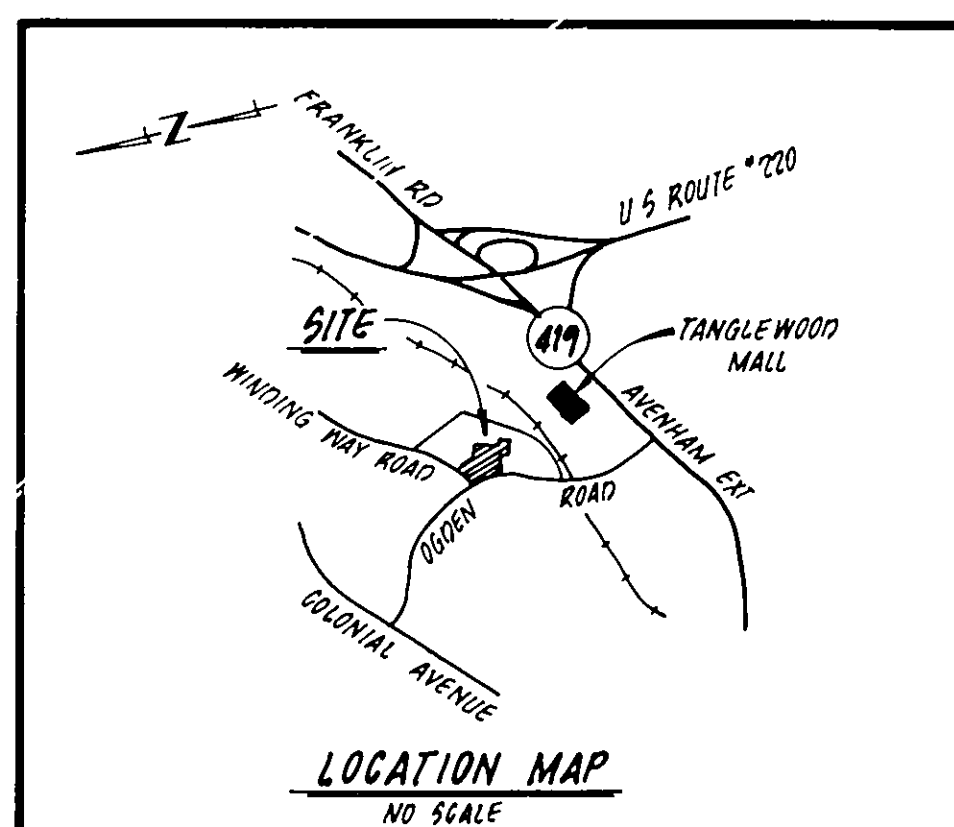 N
FRANKLIN RD
U S ROUTE #220
SITE
419
TANGLEWOOD
MALL
WINDING WAY ROAD
AVENHAM EXT
OGDEN ROAD
COLONIAL AVENUE
LOCATION MAP
NO SCALE